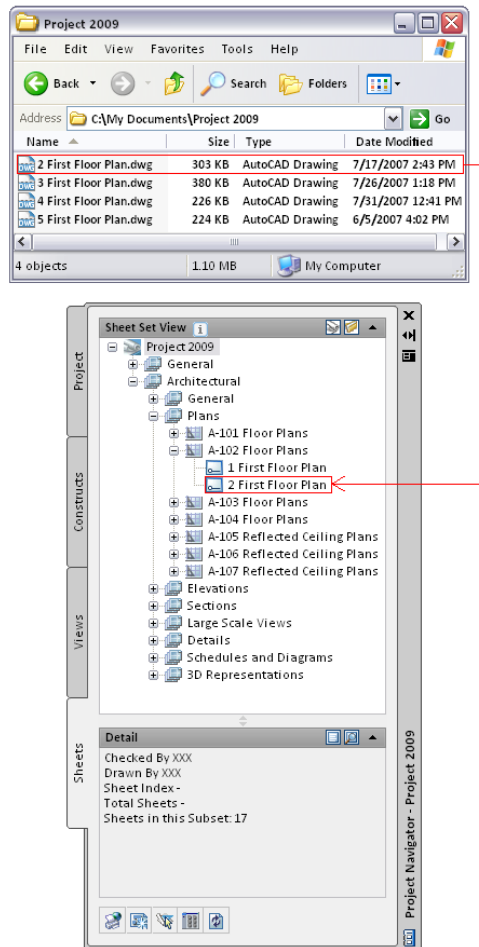 Project 2009
File Edit View Favorites Tools Help
Back Search Folders
Address C:\My Documents\Project 2009 Go
Name Size Type Date Modified
2 First Floor Plan.dwg 303 KB AutoCAD Drawing 7/17/2007 2:43 PM
3 First Floor Plan.dwg 380 KB AutoCAD Drawing 7/26/2007 1:18 PM
4 First Floor Plan.dwg 226 KB AutoCAD Drawing 7/31/2007 12:41 PM
5 First Floor Plan.dwg 224 KB AutoCAD Drawing 6/5/2007 4:02 PM
4 objects 1.10 MB My Computer
Project
Constructs
Views
Sheets
Sheet Set View
Project 2009
General
Architectural
General
Plans
A-101 Floor Plans
A-102 Floor Plans
1 First Floor Plan
2 First Floor Plan
A-103 Floor Plans
A-104 Floor Plans
A-105 Reflected Ceiling Plans
A-106 Reflected Ceiling Plans
A-107 Reflected Ceiling Plans
Elevations
Sections
Large Scale Views
Details
Schedules and Diagrams
3D Representations
Detail
Checked By XXX
Drawn By XXX
Sheet Index -
Total Sheets -
Sheets in this Subset: 17
Project Navigator - Project 2009